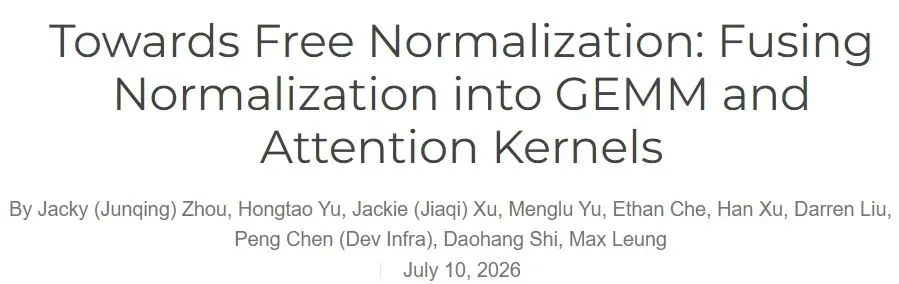 Towards Free Normalization: Fusing
Normalization into GEMM and
Attention Kernels
By Jacky (Junqing) Zhou, Hongtao Yu, Jackie (Jiaqi) Xu, Menglu Yu, Ethan Che, Han Xu, Darren Liu,
Peng Chen (Dev Infra), Daohang Shi, Max Leung
July 10, 2026